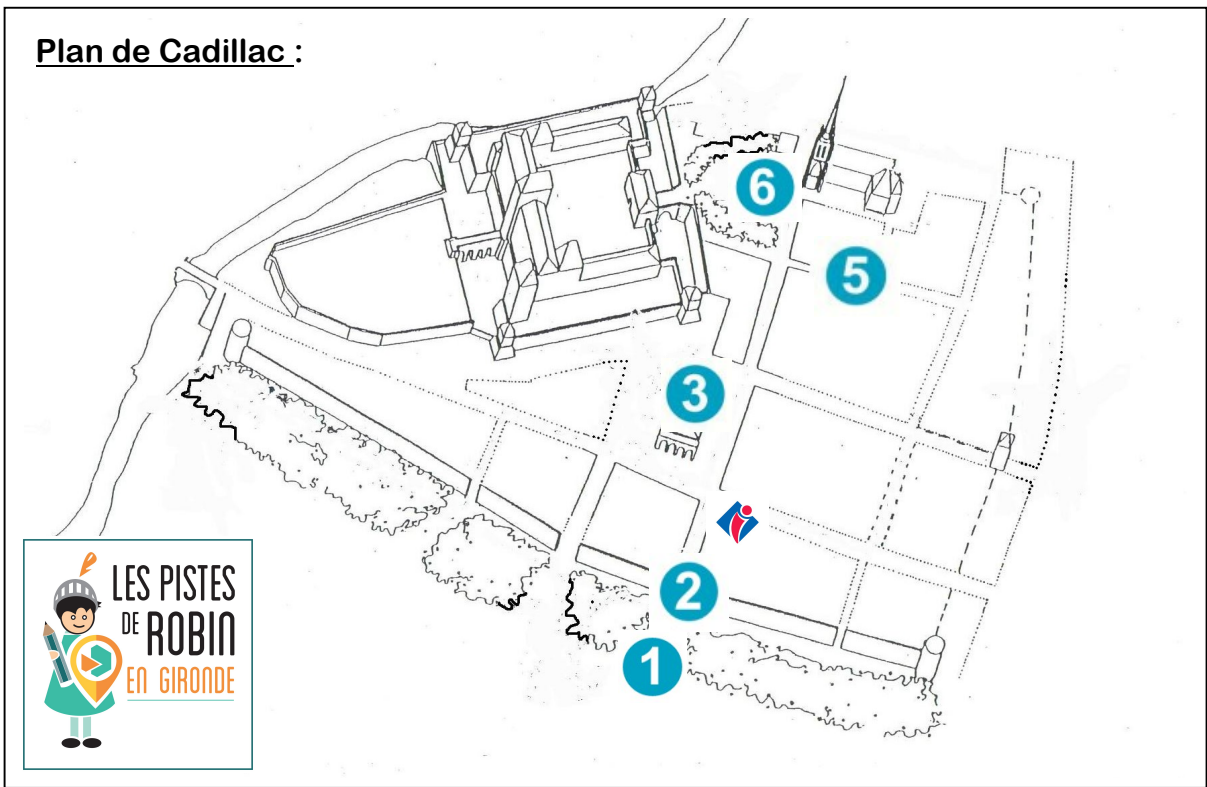 Plan de Cadillac :
6
5
3
2
1
LES PISTES
DE ROBIN
EN GIRONDE